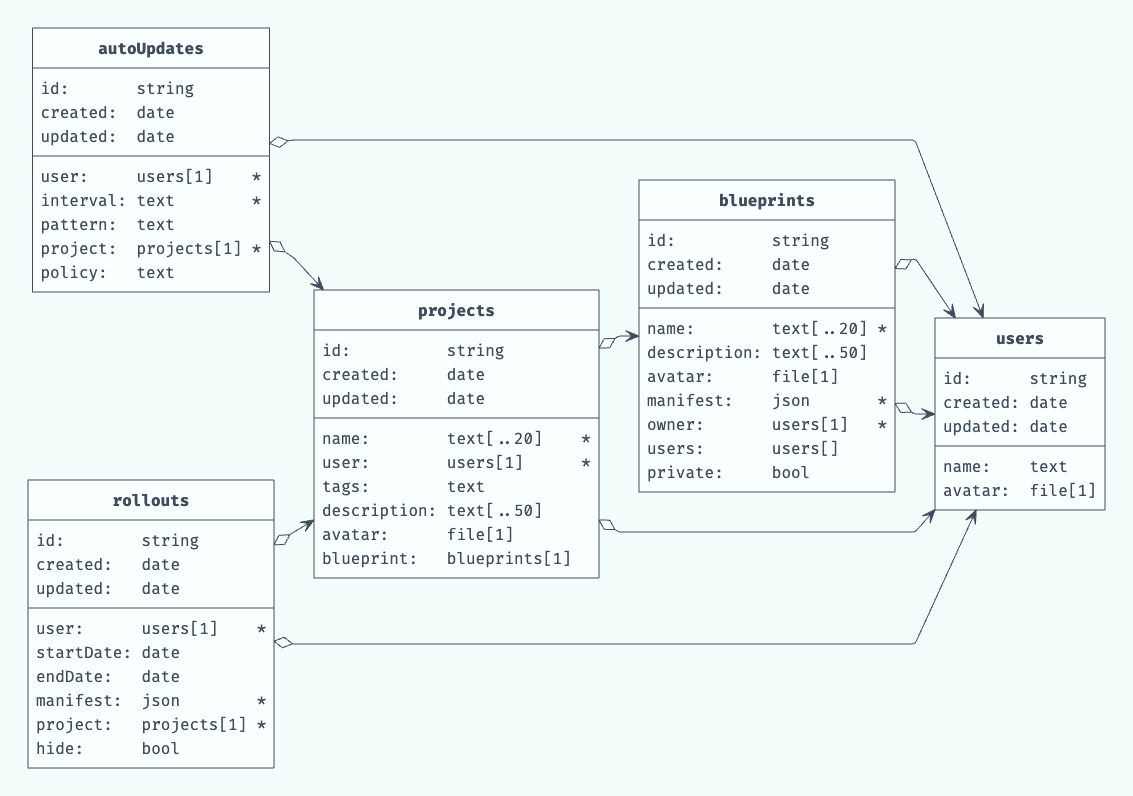 autoUpdates
id: string
created: date
updated: date
user: users[1] *
interval: text *
pattern: text
project: projects[1] *
policy: text
projects
id: string
created: date
updated: date
name: text[..20] *
user: users[1] *
tags: text
description: text[..50]
avatar: file[1]
blueprint: blueprints[1]
rollouts
id: string
created: date
updated: date
user: users[1] *
startDate: date
endDate: date
manifest: json *
project: projects[1] *
hide: bool
blueprints
id: string
created: date
updated: date
name: text[..20] *
description: text[..50]
avatar: file[1]
manifest: json *
owner: users[1] *
users: users[]
private: bool
users
id: string
created: date
updated: date
name: text
avatar: file[1]